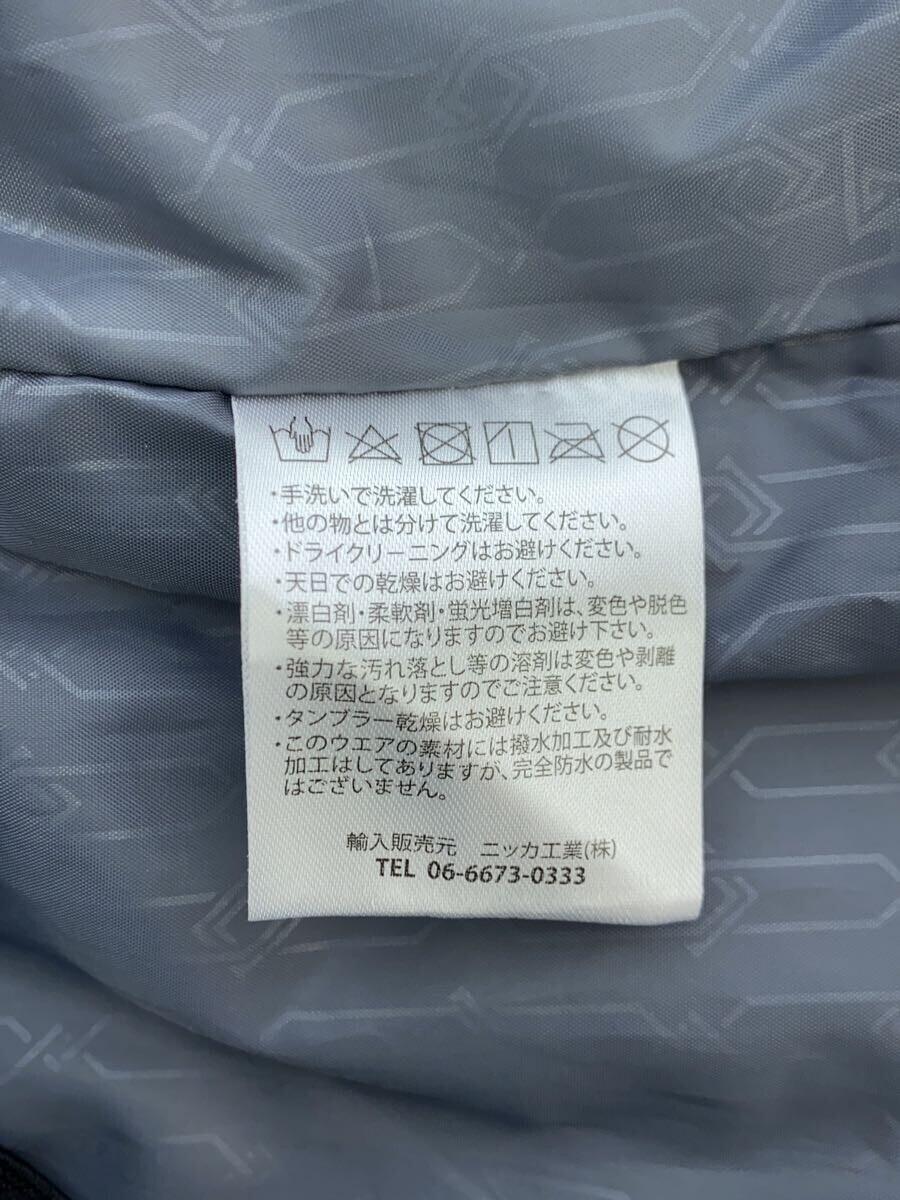 ・手洗いで洗濯してください。
・他の物とは分けて洗濯してください。
・ドライクリーニングはお避けください。
・天日での乾燥はお避けください。
・漂白剤・柔軟剤・蛍光増白剤は、変色や脱色
等の原因になりますのでお避け下さい。
・強力な汚れ落とし等の溶剤は変色や剥離
の原因となりますのでご注意ください。
・タンブラー乾燥はお避けください。
・このウエアの素材には撥水加工及び耐水
加工はしてありますが、完全防水の製品で
はございません。
輸入販売元 ニッカ工業(株)
TEL 06-6673-0333